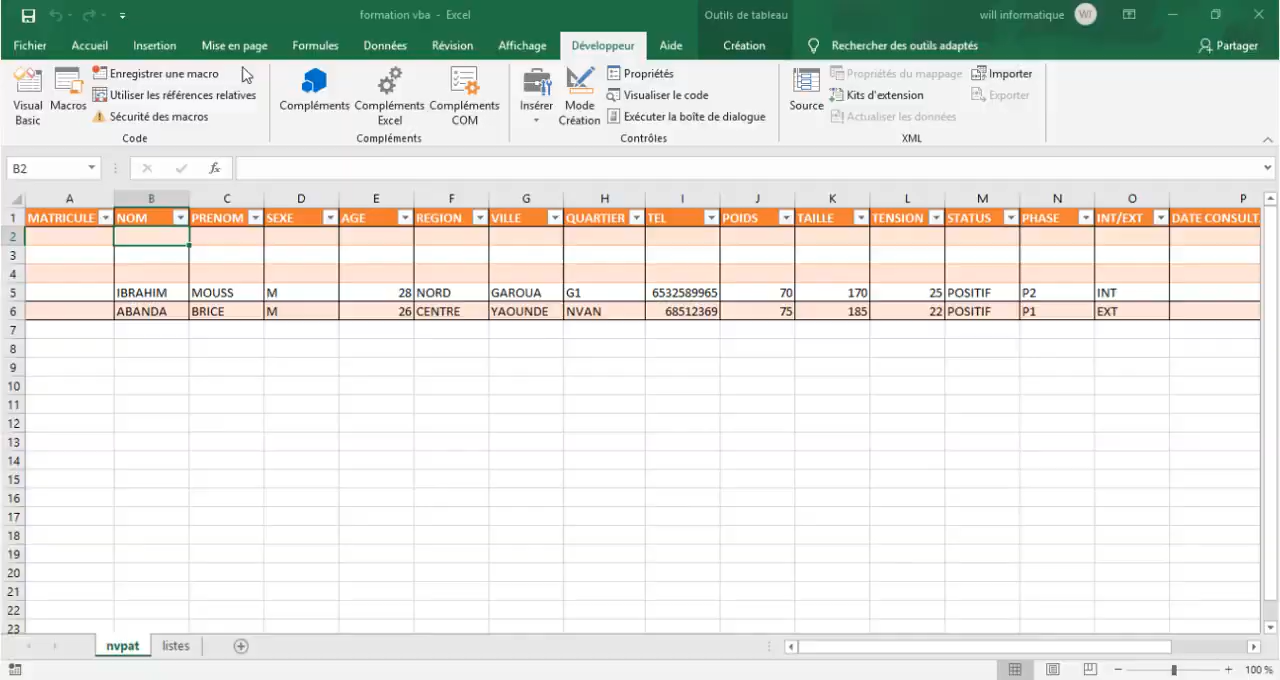 formation vba - Excel
Outils de tableau
will informatique
WI
Fichier Accueil Insertion Mise en page Formules Données Révision Affichage Développeur Aide Création Rechercher des outils adaptés Partager
Visual Basic
Macros
Enregistrer une macro
Utiliser les références relatives
Sécurité des macros
Code
Compléments
Compléments Excel
Compléments COM
Compléments
Insérer
Mode Création
Propriétés
Visualiser le code
Exécuter la boîte de dialogue
Contrôles
Source
Propriétés du mappage
Kits d'extension
Actualiser les données
Importer
Exporter
XML
B2
fx
A B C D E F G H I J K L M N O P
1 MATRICULE NOM PRENOM SEXE AGE REGION VILLE QUARTIER TEL POIDS TAILLE TENSION STATUS PHASE INT/EXT DATE CONSULT
2
3
4
5 IBRAHIM MOUSS M 28 NORD GAROUA G1 6532589965 70 170 25 POSITIF P2 INT
6 ABANDA BRICE M 26 CENTRE YAOUNDE NVAN 68512369 75 185 22 POSITIF P1 EXT
7
8
9
10
11
12
13
14
15
16
17
18
19
20
21
22
23
nvpat listes
100 %